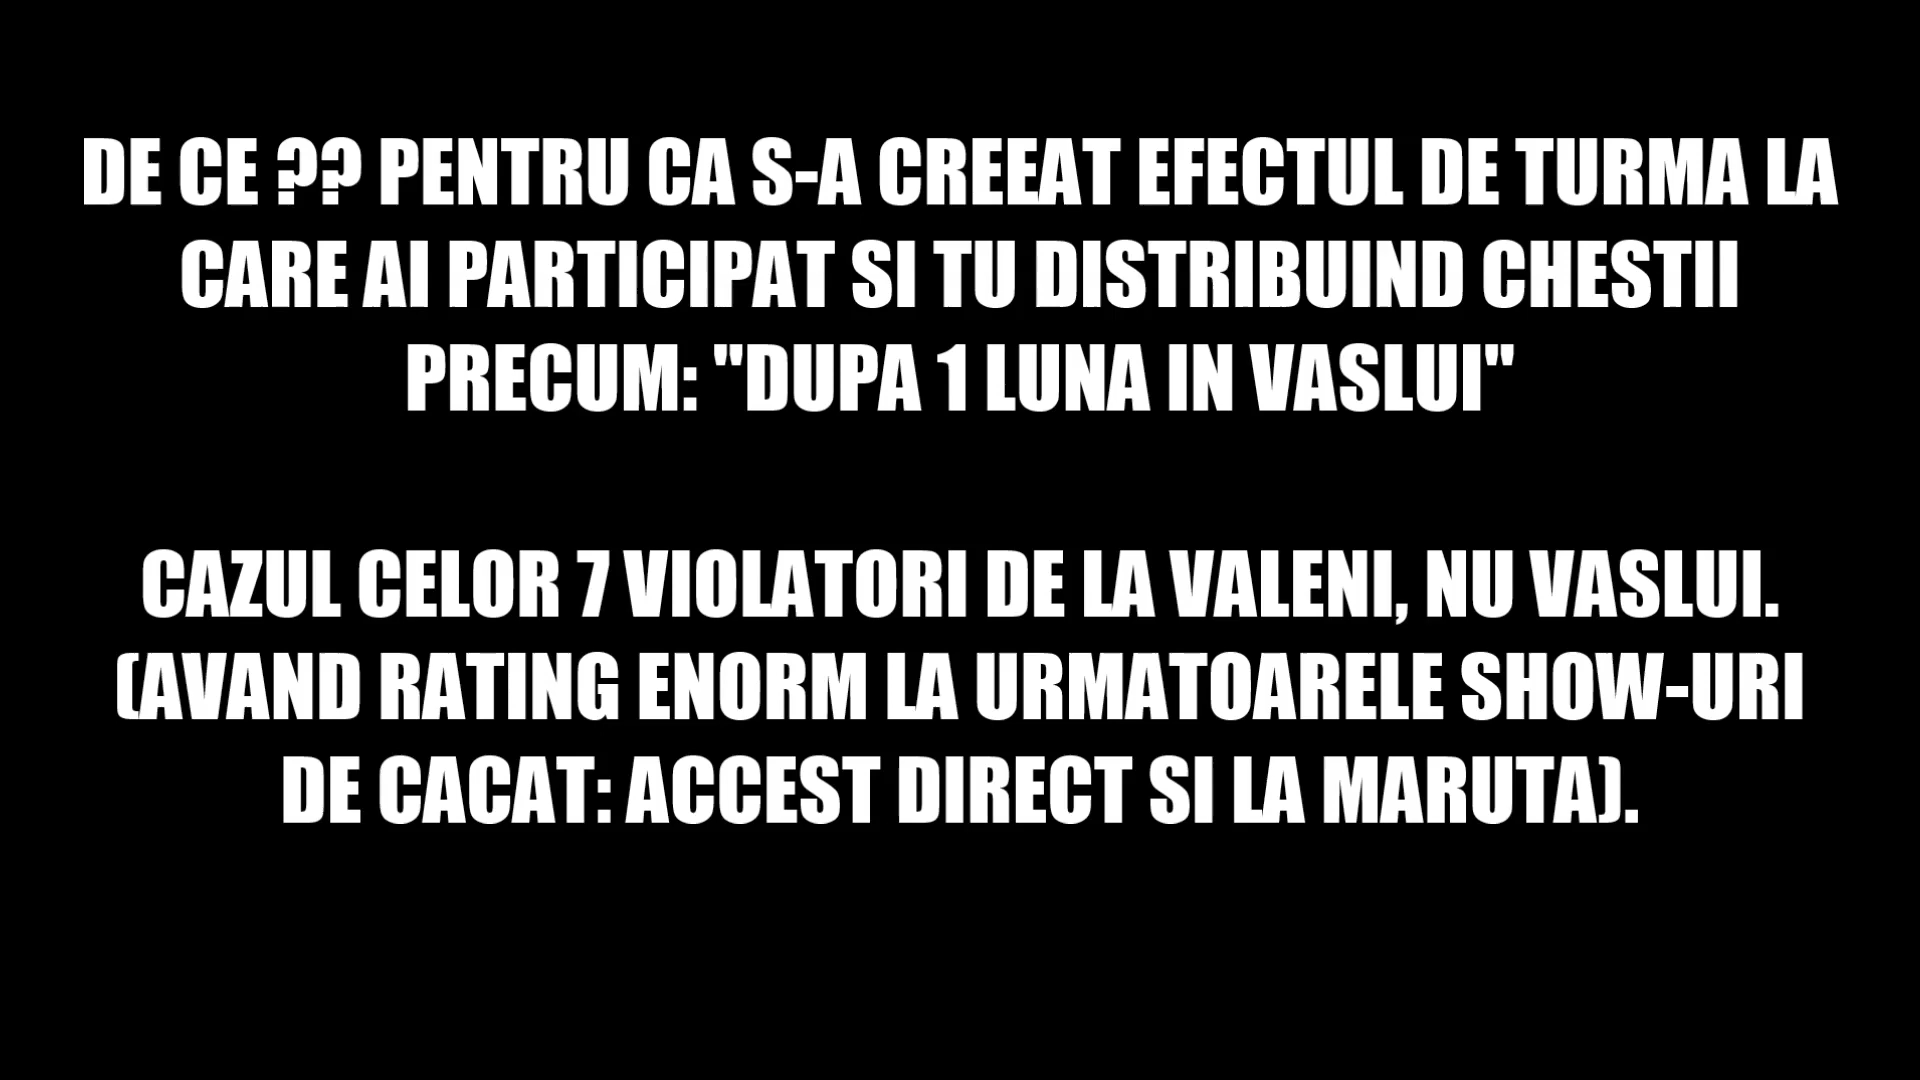 DE CE ?? PENTRU CA S-A CREEAT EFECTUL DE TURMA LA
CARE AI PARTICIPAT SI TU DISTRIBUIND CHESTII
PRECUM: "DUPA 1 LUNA IN VASLUI"
CAZUL CELOR 7 VIOLATORI DE LA VALENI, NU VASLUI.
(AVAND RATING ENORM LA URMATOARELE SHOW-URI
DE CACAT: ACCEST DIRECT SI LA MARUTA).